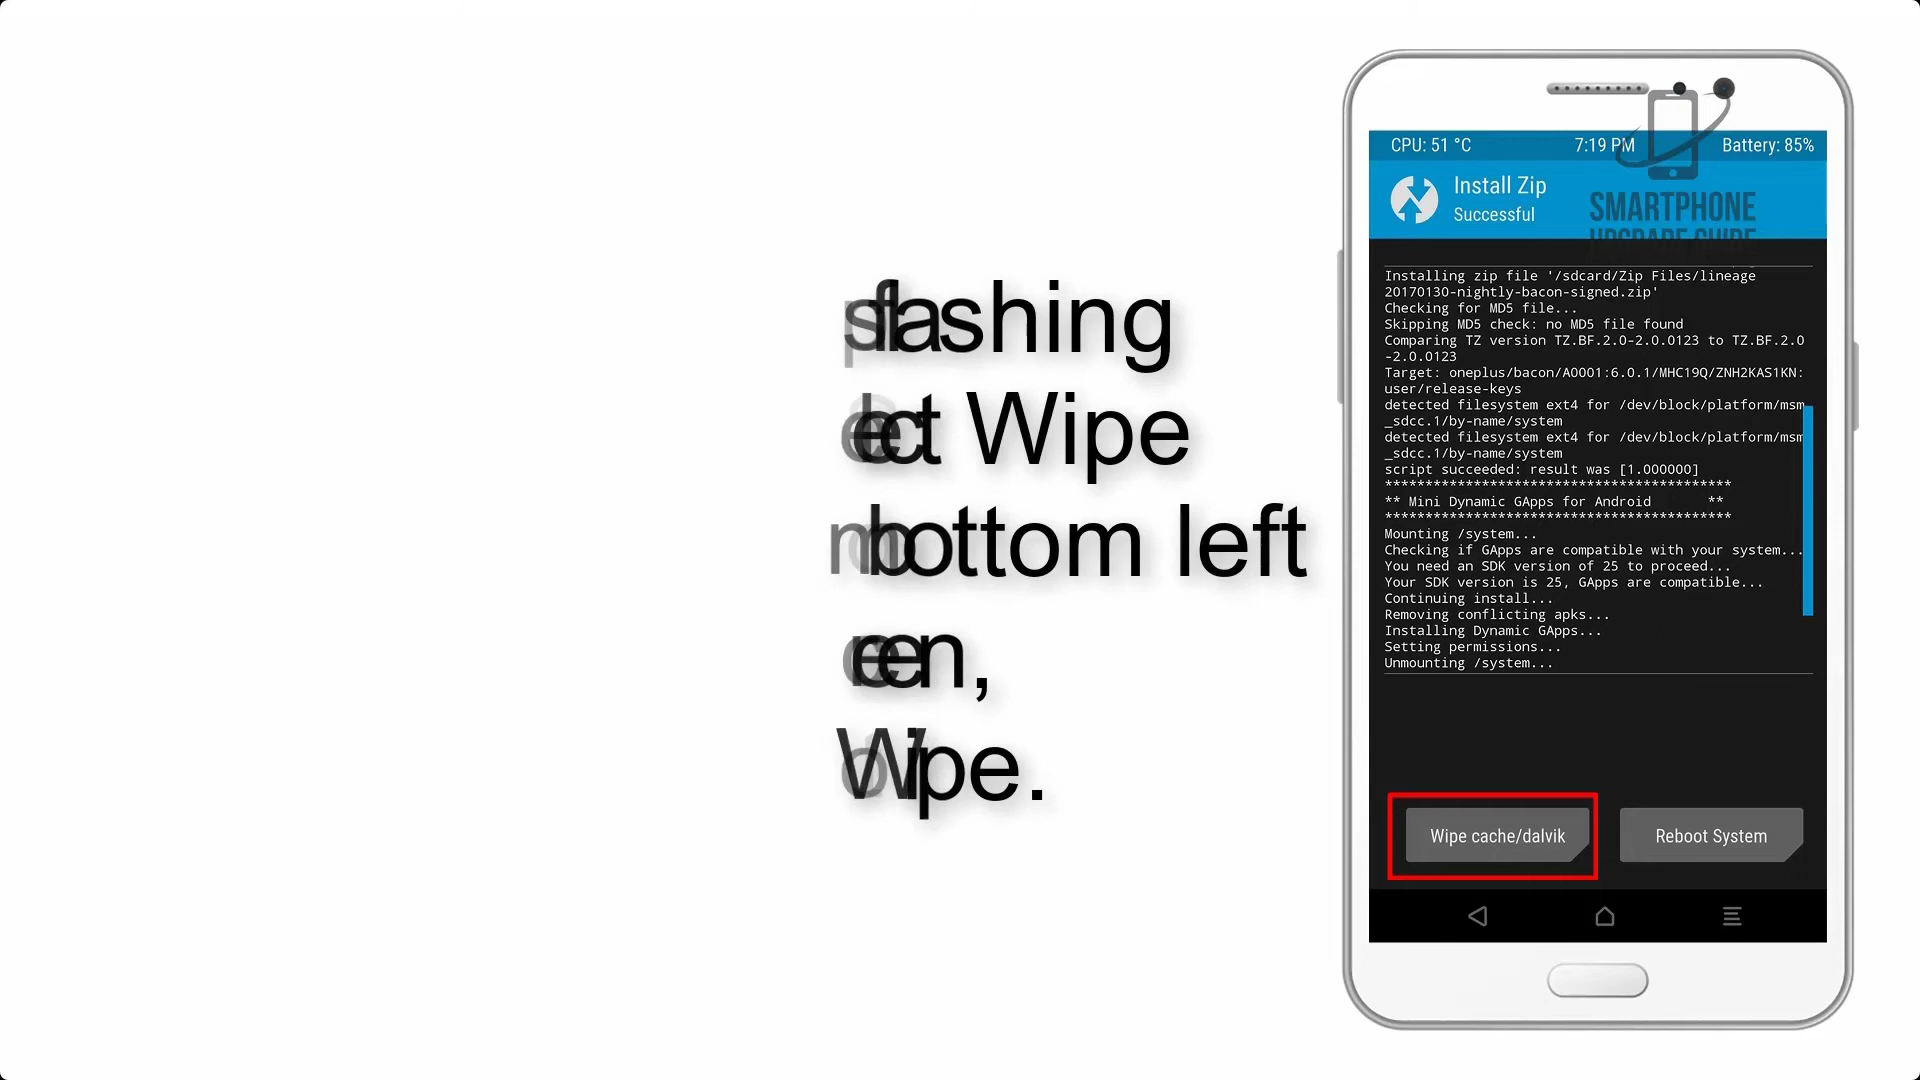 flashing
Wipe
bottom left
Wipe.
CPU: 51 °C 7:19 PM Battery: 85%
Install Zip
Successful
SMARTPHONE
UPGRADE GUIDE
Installing zip file '/sdcard/Zip Files/lineage
20170130-nightly-bacon-signed.zip'
Checking for MD5 file...
Skipping MD5 check: no MD5 file found
Comparing TZ version TZ.BF.2.0-2.0.0123 to TZ.BF.2.0
-2.0.0123
Target: oneplus/bacon/A0001:6.0.1/MHC19Q/ZNH2KAS1KN:
user/release-keys
detected filesystem ext4 for /dev/block/platform/msm
_sdcc.1/by-name/system
detected filesystem ext4 for /dev/block/platform/msm
_sdcc.1/by-name/system
script succeeded: result was [1.000000]
*******************************************
** Mini Dynamic GApps for Android **
*******************************************
Mounting /system...
Checking if GApps are compatible with your system...
You need an SDK version of 25 to proceed...
Your SDK version is 25, GApps are compatible...
Continuing install...
Removing conflicting apks...
Installing Dynamic GApps...
Setting permissions...
Unmounting /system...
Wipe cache/dalvik
Reboot System